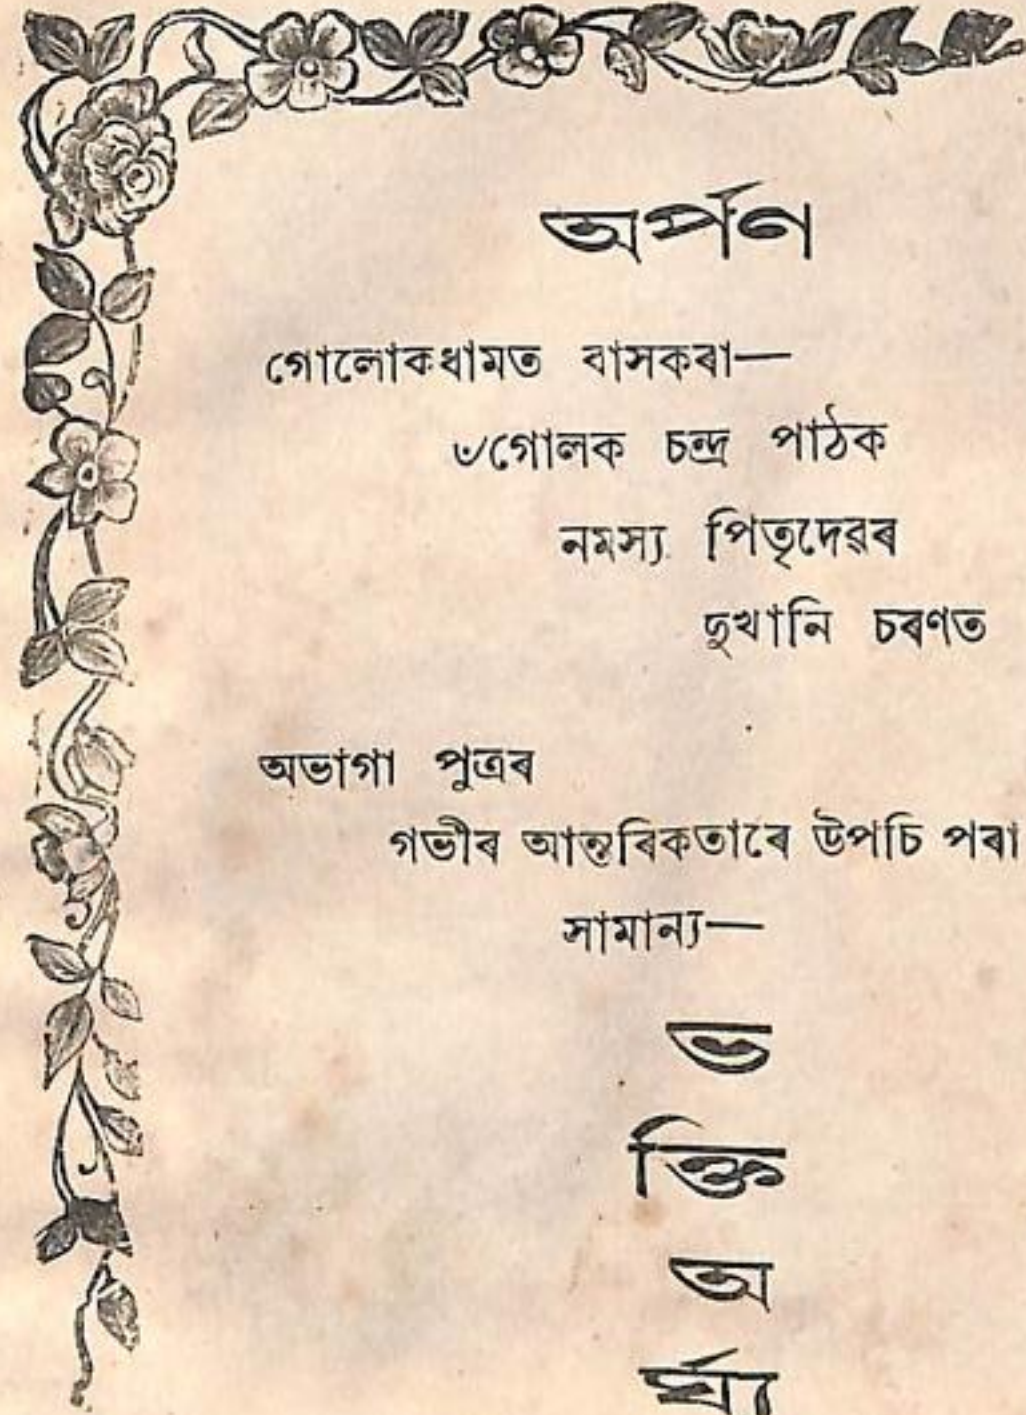 অৰ্পণ
গোলোকধামত বাসকৰা—
ঁগোলক চন্দ্ৰ পাঠক
নমস্য পিতৃদেৱৰ
দুখানি চৰণত
অভাগা পুত্ৰৰ
গভীৰ আন্তৰিকতাৰে উপচি পৰা
সামান্য—
ভ
ক্তি
অ
ৰ্ঘ্য